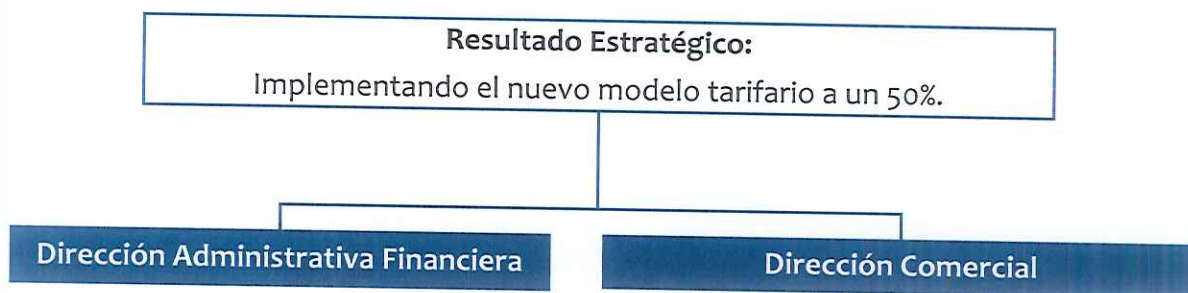 Resultado Estratégico:
Implementando el nuevo modelo tarifario a un 50%.
Dirección Administrativa Financiera
Dirección Comercial